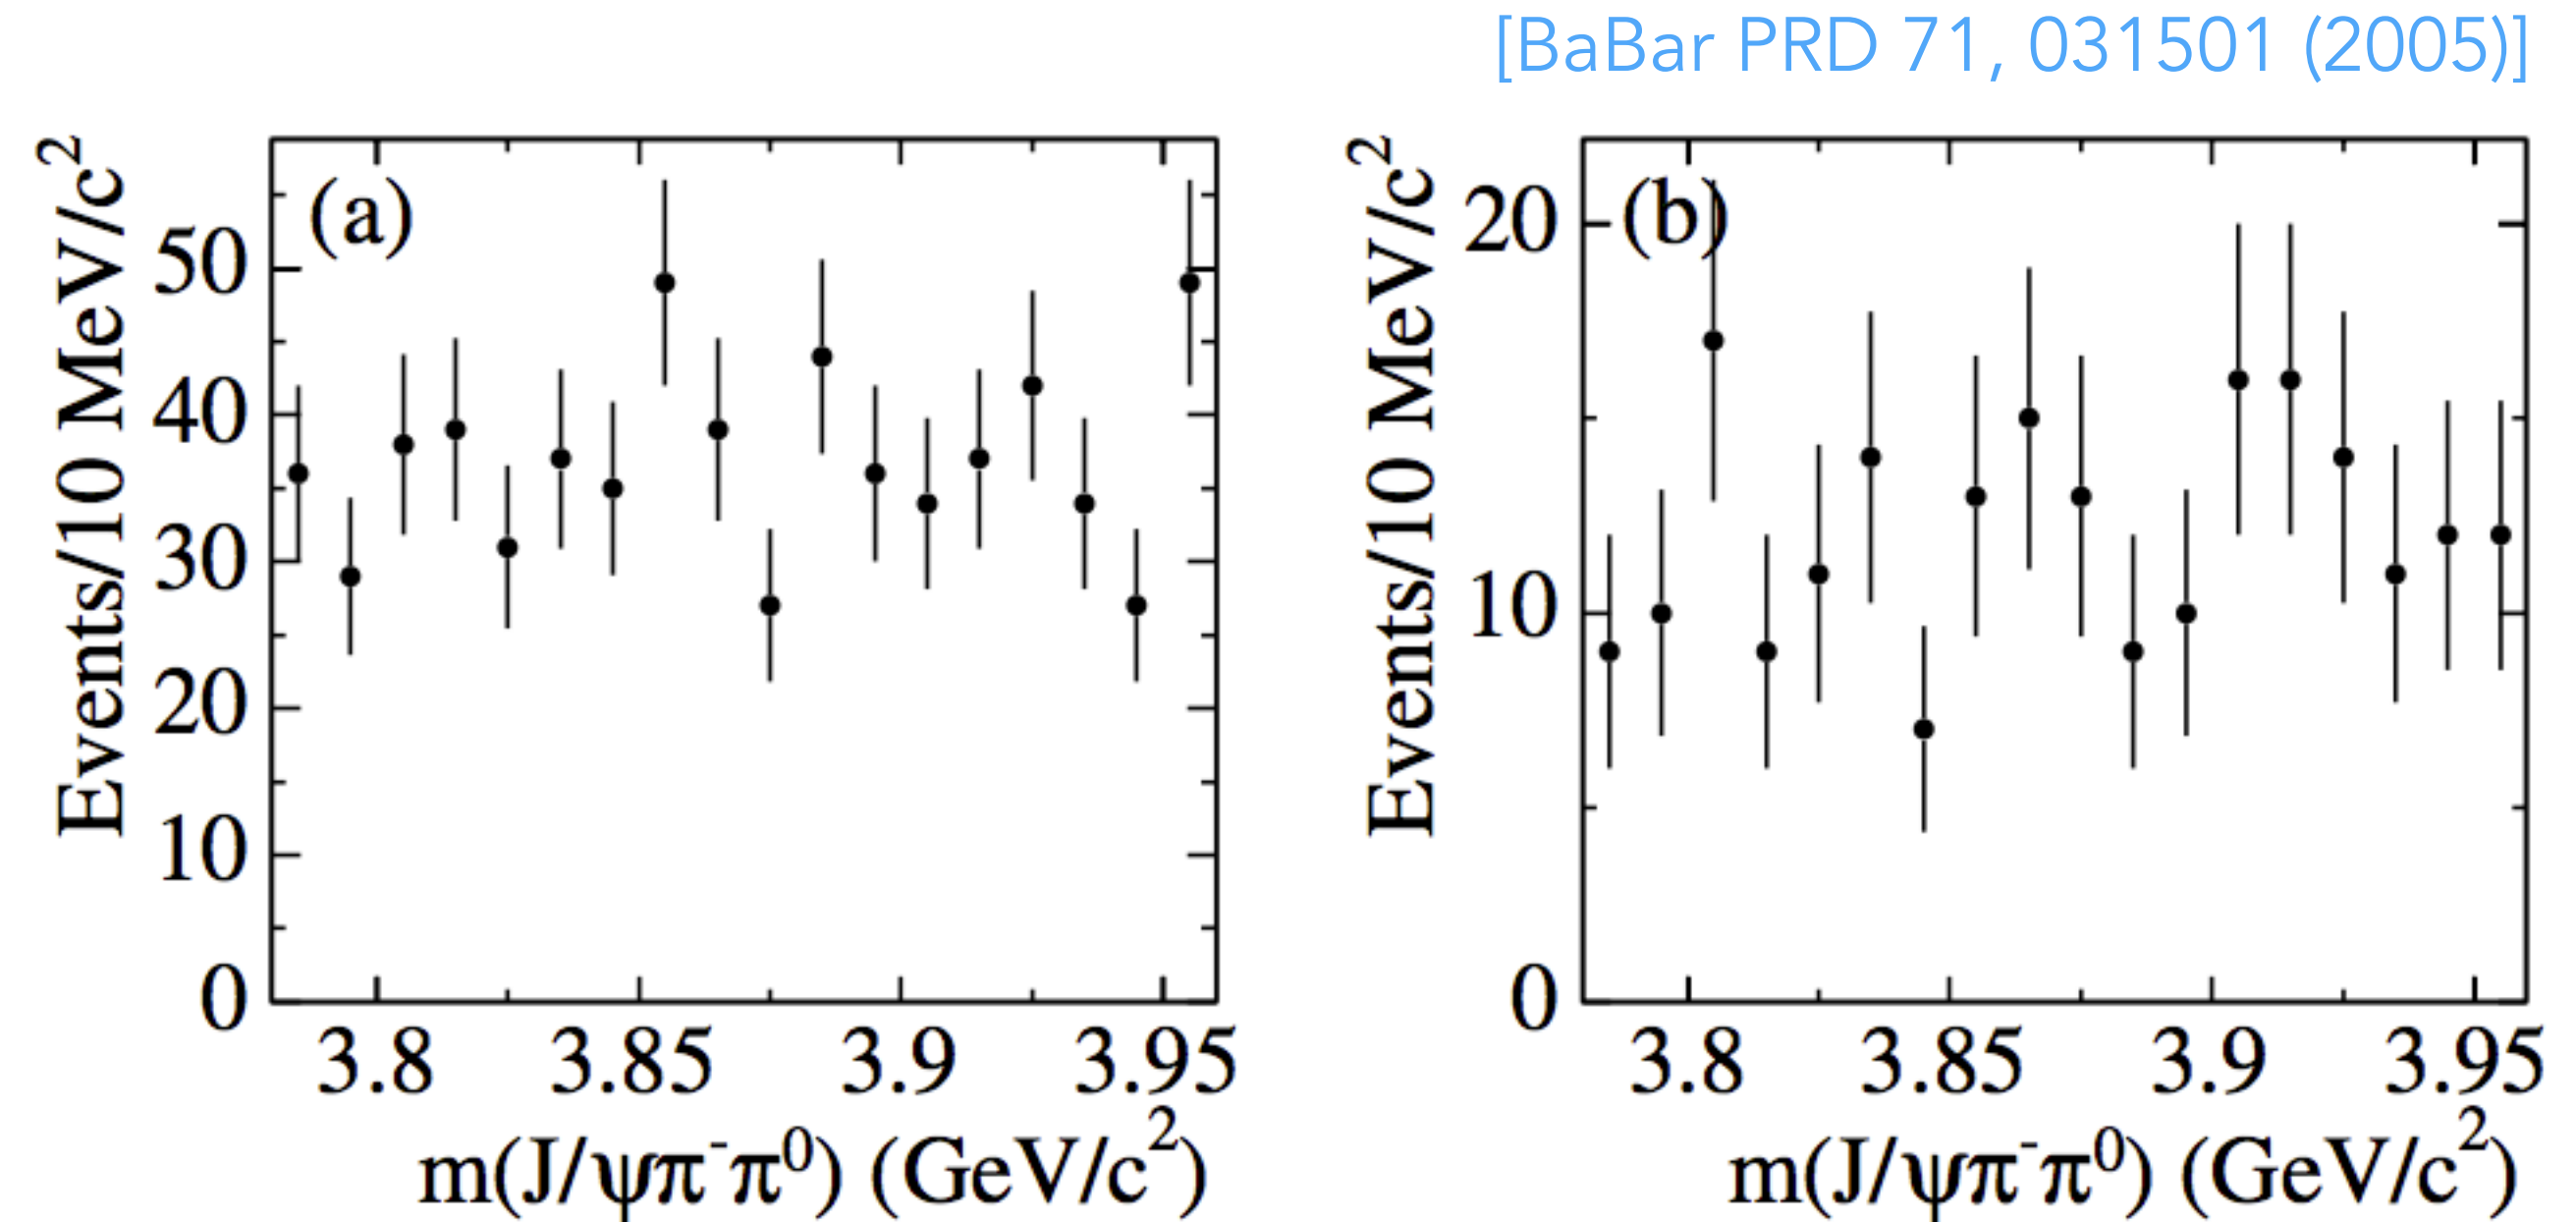 [BaBar PRD 71, 031501 (2005)]
(a)
Events/10 MeV/c²
50
40
30
20
10
0
3.8 3.85 3.9 3.95
m(J/ψπ⁻π⁰) (GeV/c²)
(b)
Events/10 MeV/c²
20
10
0
3.8 3.85 3.9 3.95
m(J/ψπ⁻π⁰) (GeV/c²)